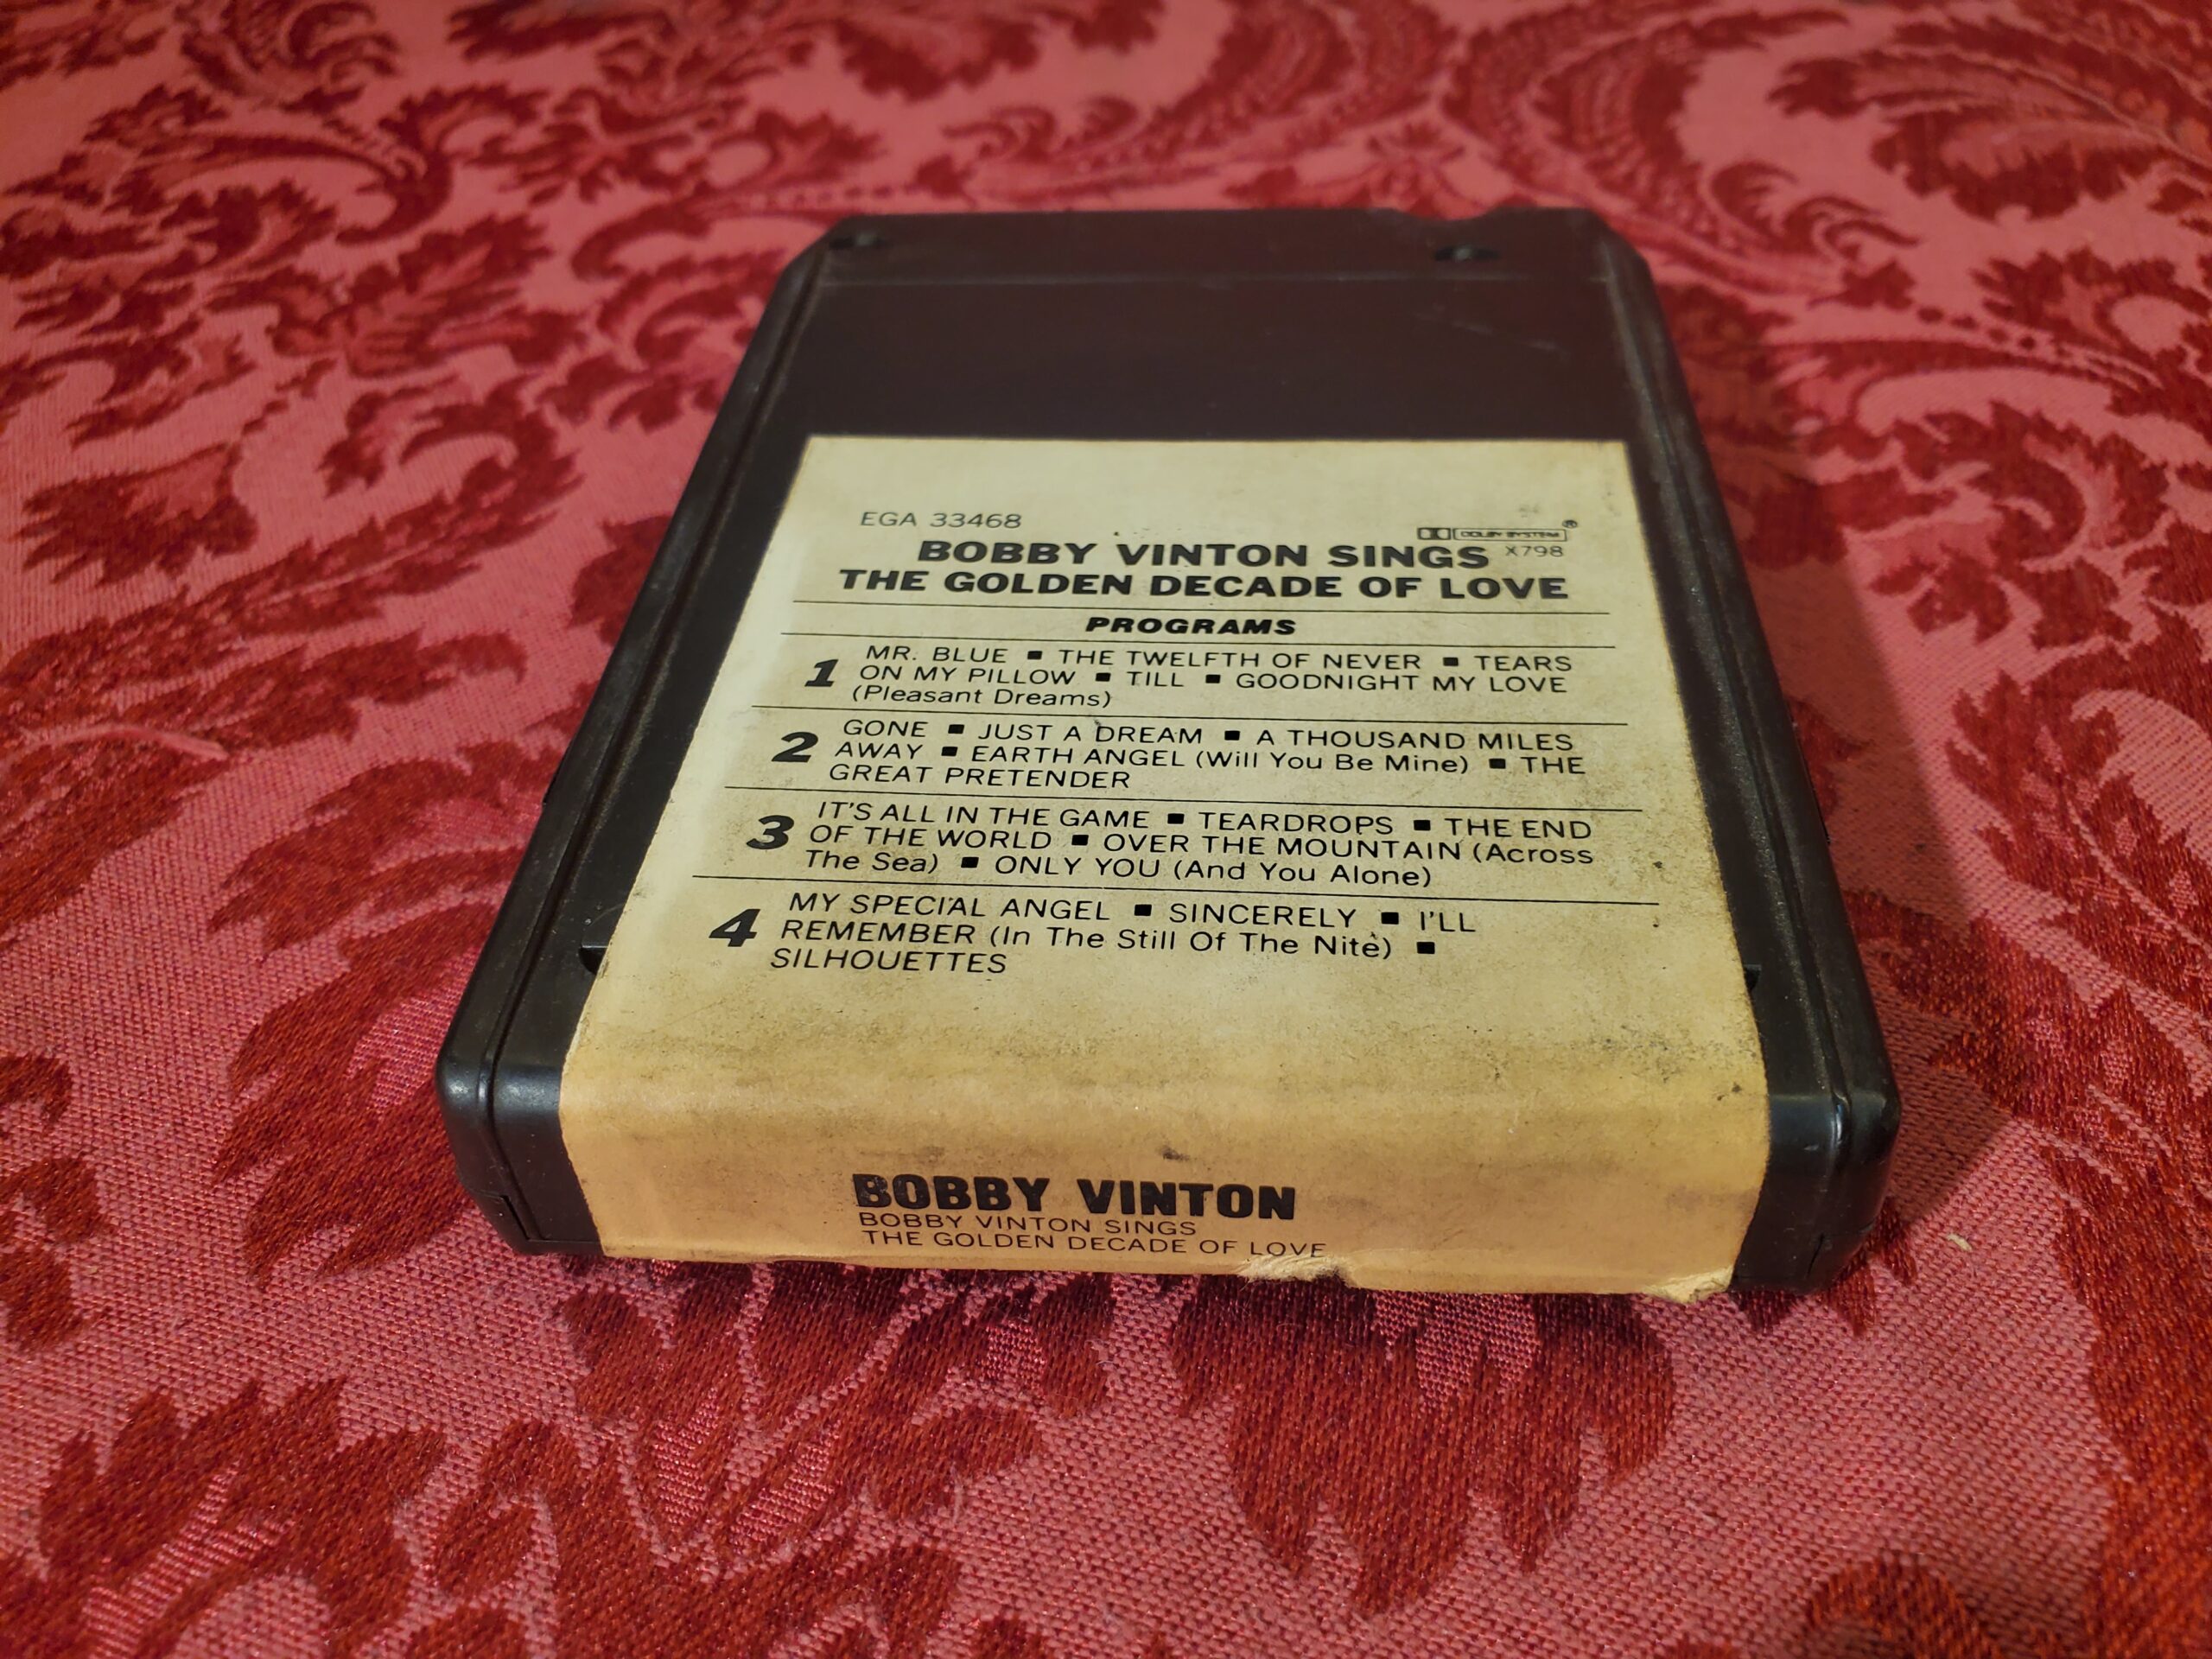 EGA 33468
DOLBY SYSTEM®
BOBBY VINTON SINGS X798
THE GOLDEN DECADE OF LOVE
PROGRAMS
1 MR. BLUE ▪ THE TWELFTH OF NEVER ▪ TEARS
ON MY PILLOW ▪ TILL ▪ GOODNIGHT MY LOVE
(Pleasant Dreams)
2 GONE ▪ JUST A DREAM ▪ A THOUSAND MILES
AWAY ▪ EARTH ANGEL (Will You Be Mine) ▪ THE
GREAT PRETENDER
3 IT'S ALL IN THE GAME ▪ TEARDROPS ▪ THE END
OF THE WORLD ▪ OVER THE MOUNTAIN (Across
The Sea) ▪ ONLY YOU (And You Alone)
4 MY SPECIAL ANGEL ▪ SINCERELY ▪ I'LL
REMEMBER (In The Still Of The Nite) ▪
SILHOUETTES
BOBBY VINTON
BOBBY VINTON SINGS
THE GOLDEN DECADE OF LOVE